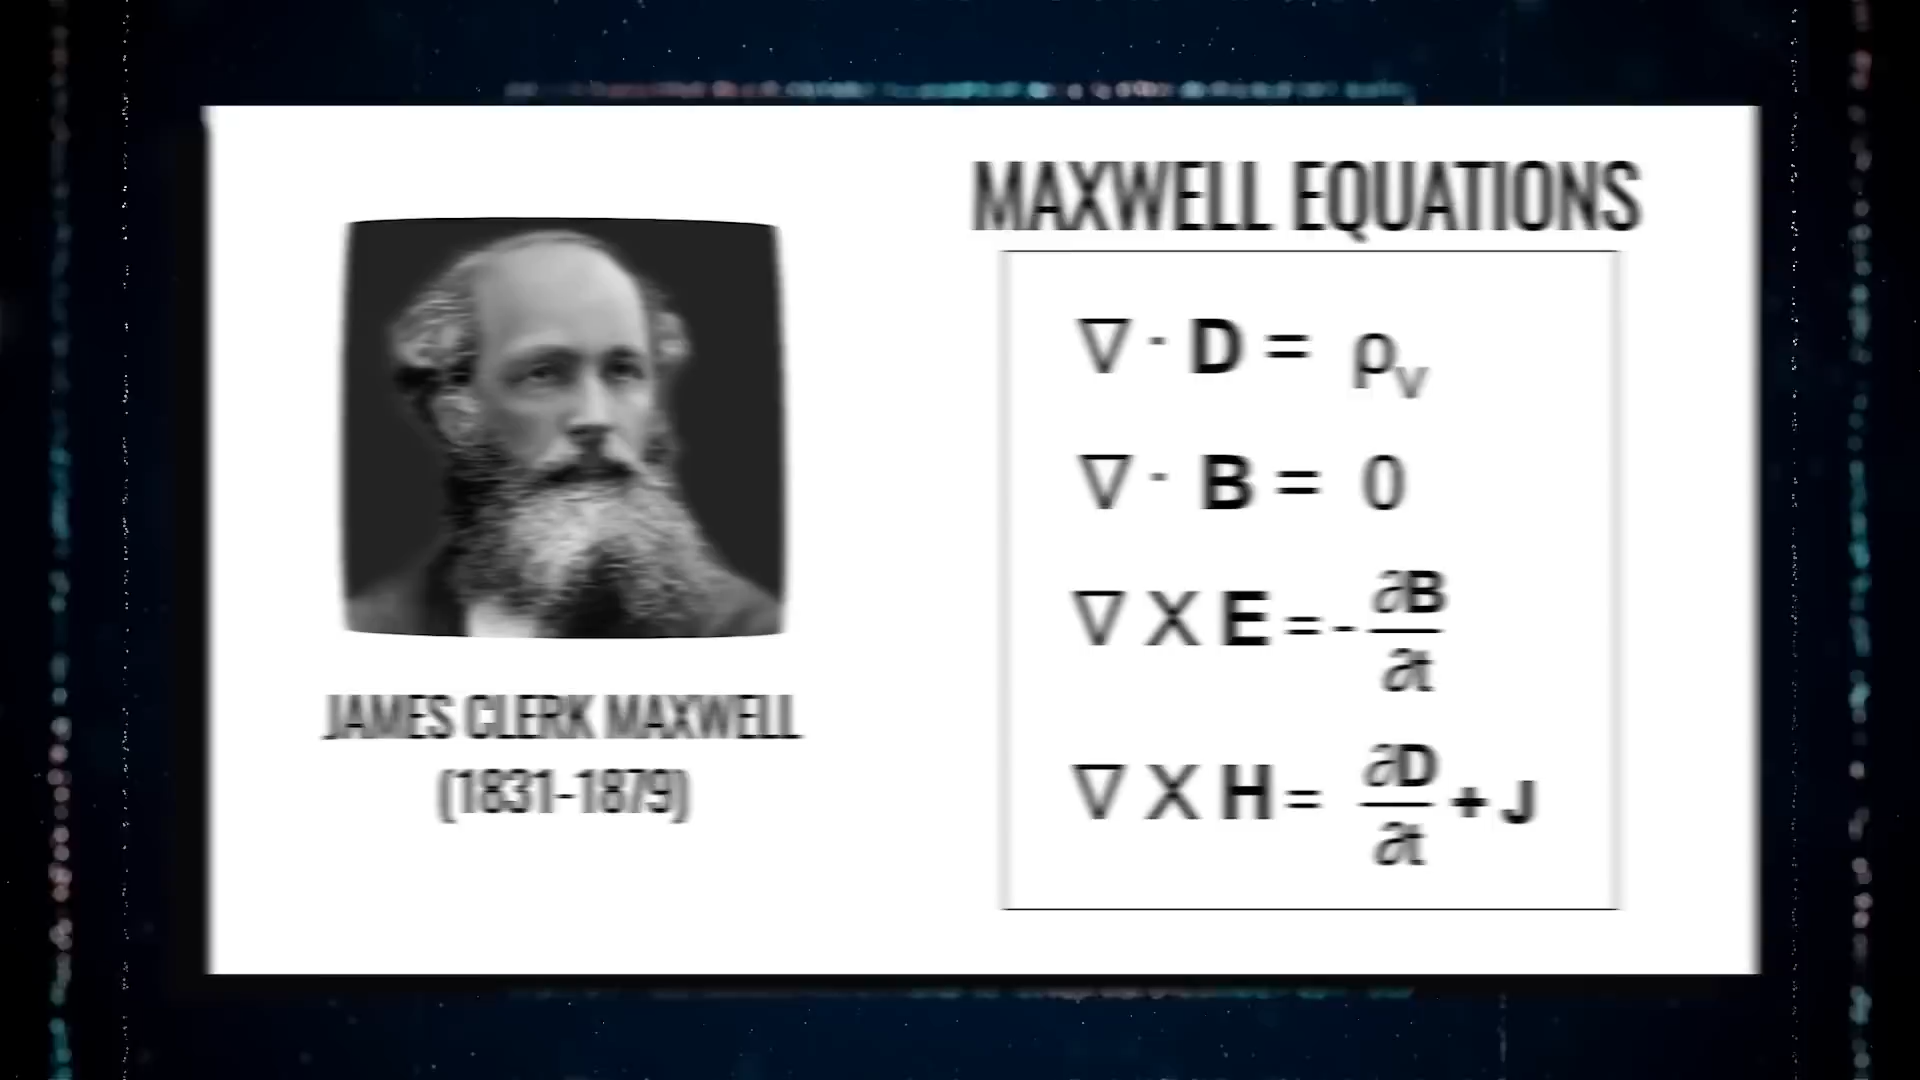 MAXWELL EQUATIONS
∇ · D = ρv
∇ · B = 0
∇ X E = - ∂B/∂t
∇ X H = ∂D/∂t + J
JAMES CLERK MAXWELL
(1831-1879)